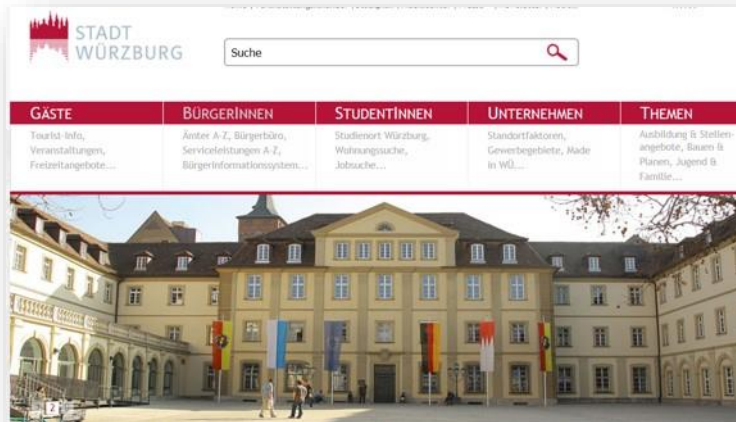 STADT
WÜRZBURG
Suche
GÄSTE
Tourist-Info,
Veranstaltungen,
Freizeitangebote...
BÜRGERINNEN
Ämter A-Z, Bürgerbüro,
Serviceleistungen A-Z,
BürgerInformationssystem...
STUDENTINNEN
Studienort Würzburg,
Wohnungssuche,
Jobsuche...
UNTERNEHMEN
Standortfaktoren,
Gewerbegebiete, Made
in WÜ...
THEMEN
Ausbildung & Stellen-
angebote, Bauen &
Planen, Jugend &
Familie...
2